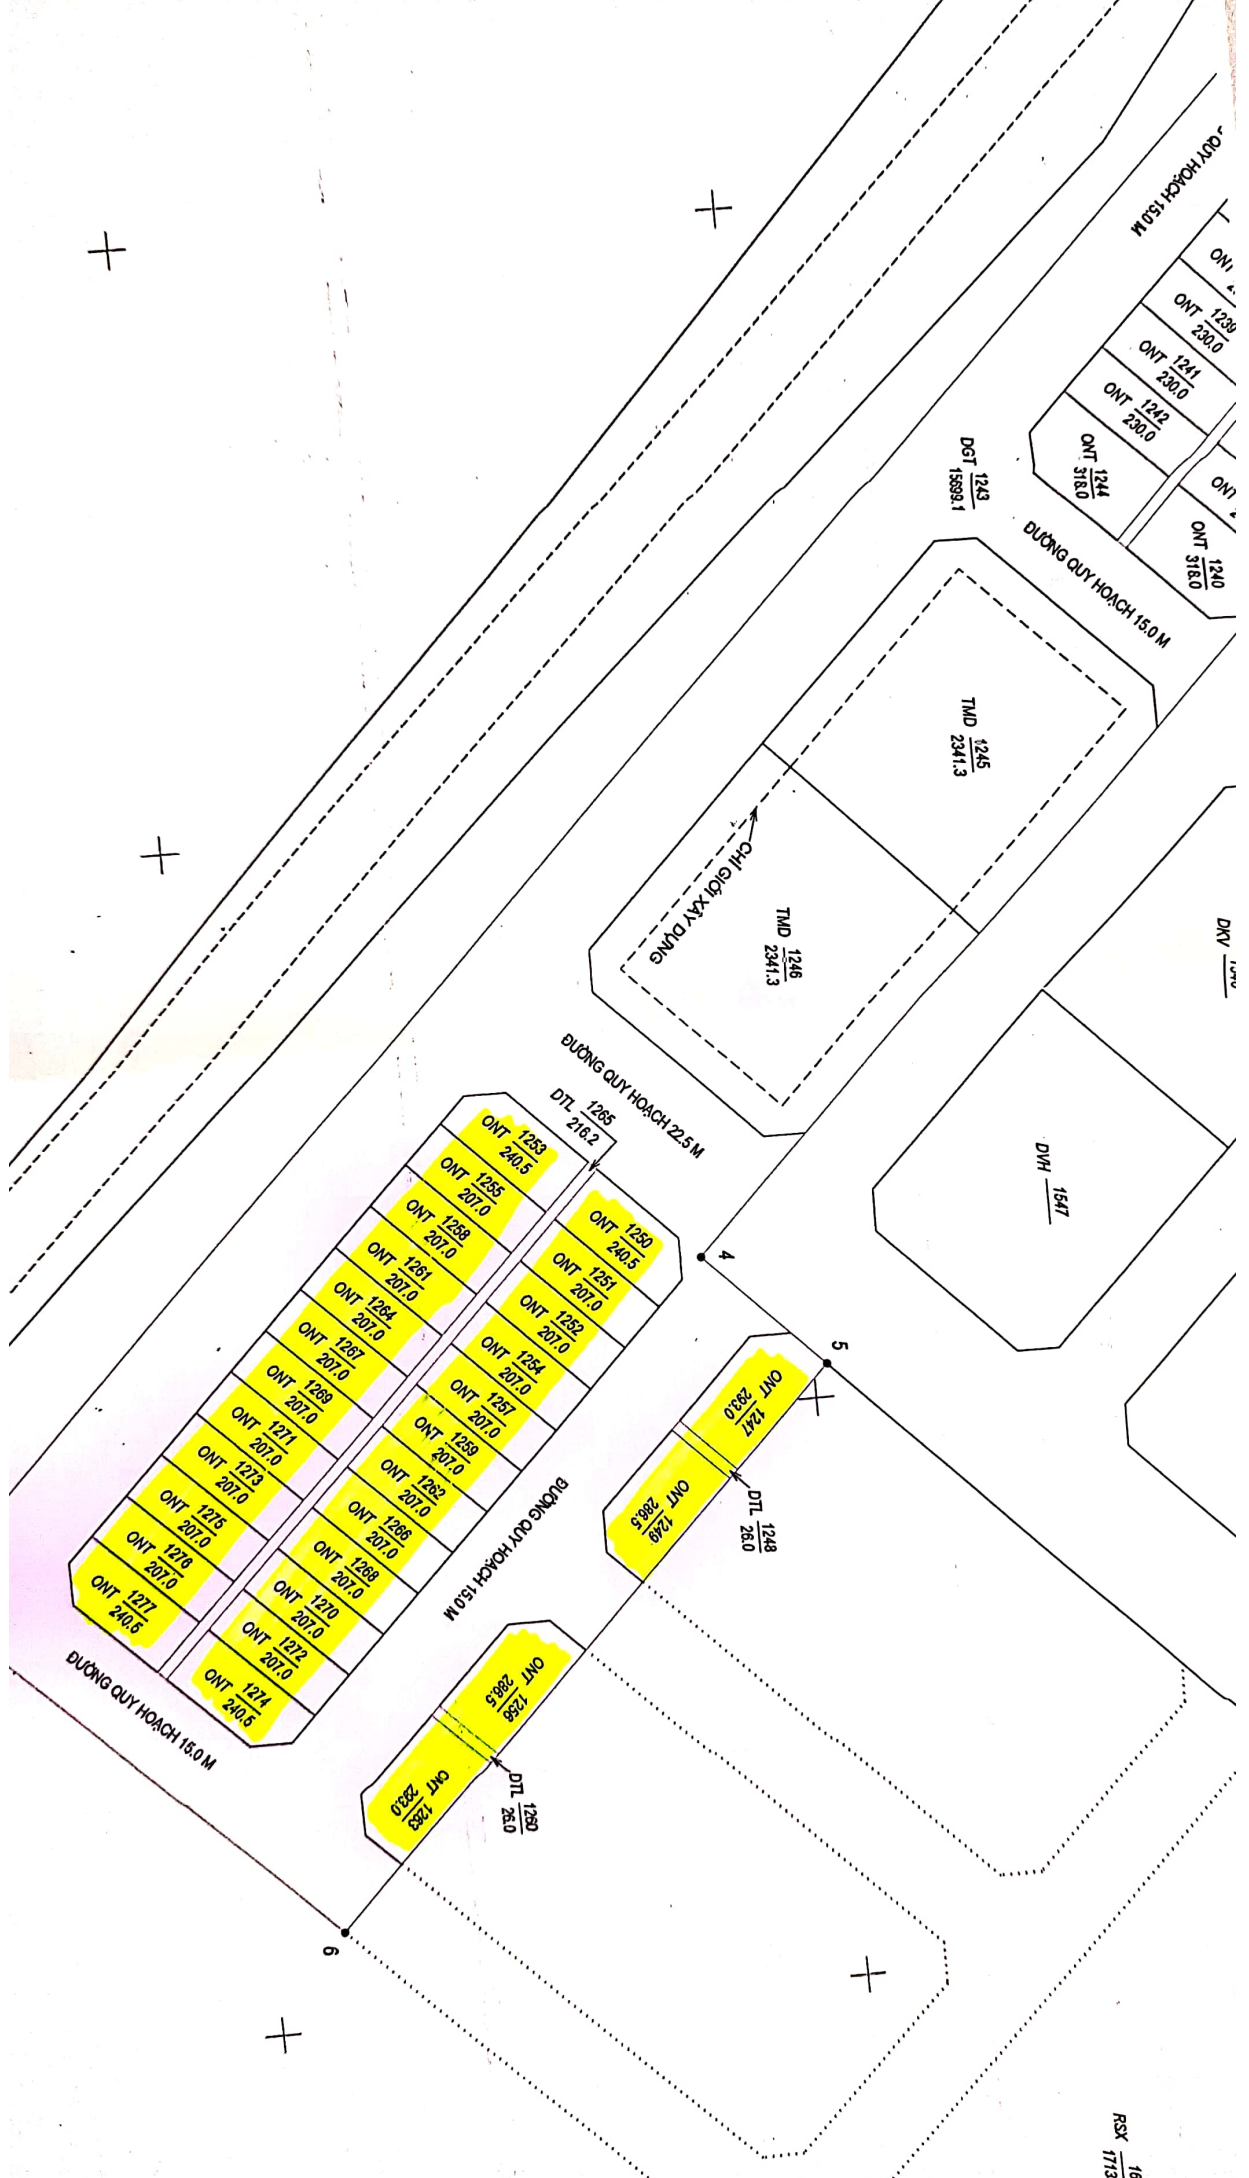 QUY HOẠCH 15.0 M
ONT 1239
230.0
ONT 1241
230.0
ONT 1242
230.0
ONT 1244
318.0
ONT
ONT 1240
318.0
DGT 1243
15699.1
ĐƯỜNG QUY HOẠCH 15.0 M
TMD 1245
2341.3
CHỈ GIỚI XÂY DỰNG
TMD 1246
2341.3
DKV
DVH 1547
ĐƯỜNG QUY HOẠCH 22.5 M
DTL 1265
216.2
ONT 1253
240.5
ONT 1255
207.0
ONT 1258
207.0
ONT 1261
207.0
ONT 1264
207.0
ONT 1267
207.0
ONT 1269
207.0
ONT 1271
207.0
ONT 1273
207.0
ONT 1275
207.0
ONT 1276
207.0
ONT 1277
240.5
ONT 1250
240.5
ONT 1251
207.0
ONT 1252
207.0
ONT 1254
207.0
ONT 1257
207.0
ONT 1259
207.0
ONT 1262
207.0
ONT 1266
207.0
ONT 1268
207.0
ONT 1270
207.0
ONT 1272
207.0
ONT 1274
240.5
4
5
ONT 1247
293.0
DTL 1248
26.0
ONT 1249
286.5
ĐƯỜNG QUY HOẠCH 15.0 M
ONT 1256
286.5
DTL 1260
26.0
ONT 1263
293.0
ĐƯỜNG QUY HOẠCH 15.0 M
6
RSX